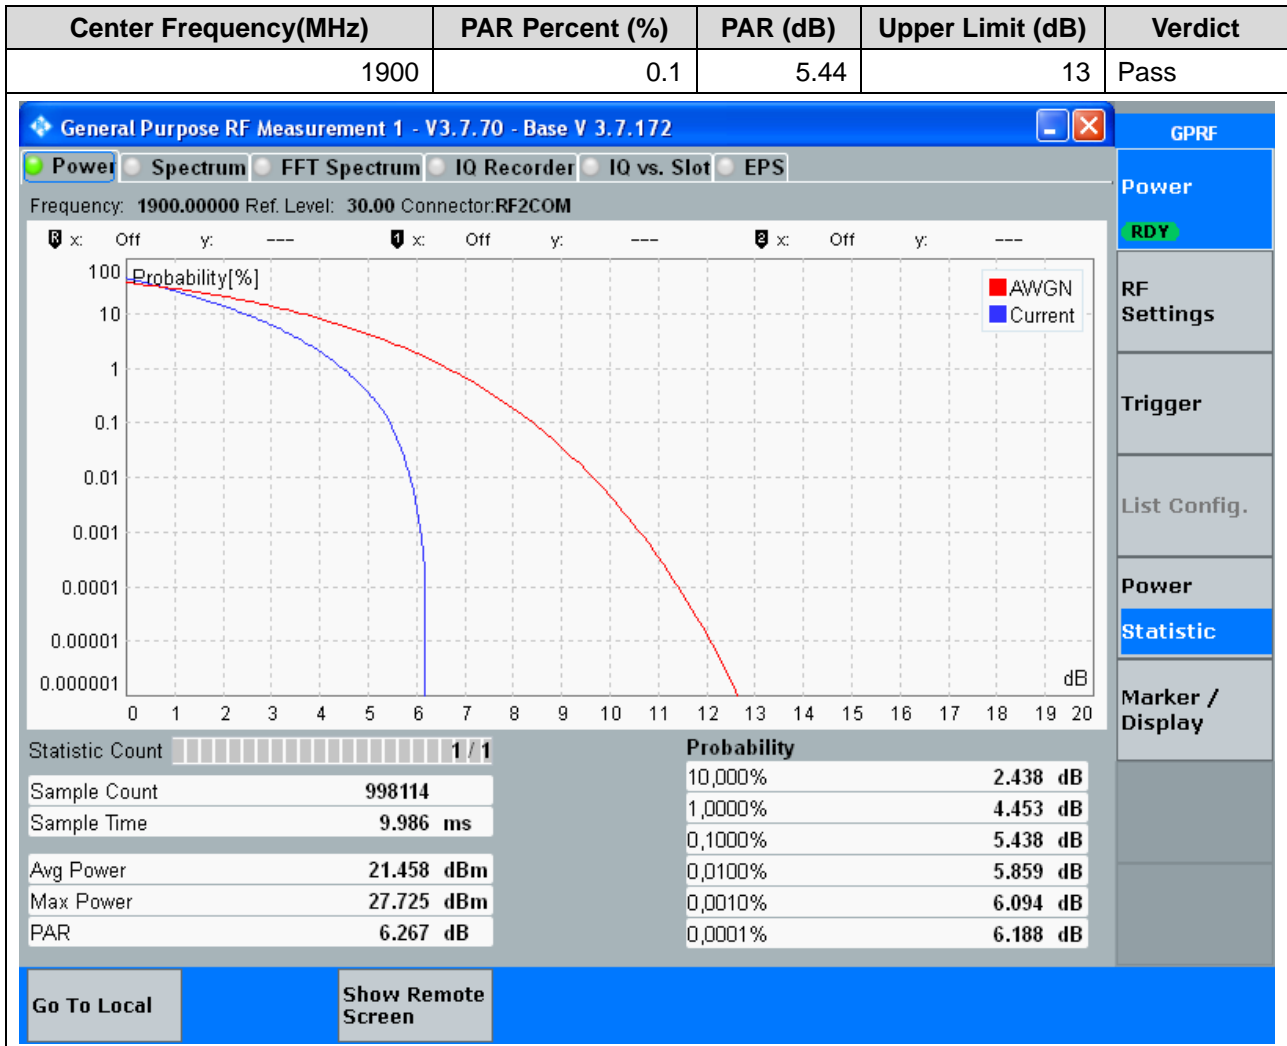 Center Frequency(MHz) PAR Percent (%) PAR (dB) Upper Limit (dB) Verdict
1900 0.1 5.44 13 Pass
General Purpose RF Measurement 1 - V3.7.70 - Base V 3.7.172
GPRF
Power Spectrum FFT Spectrum IQ Recorder IQ vs. Slot EPS
Frequency: 1900.00000 Ref. Level: 30.00 Connector:RF2COM
R x: Off y: --- 1 x: Off y: --- 2 x: Off y: ---
Probability[%]
AWGN
Current
100
10
1
0.1
0.01
0.001
0.0001
0.00001
0.000001
dB
0 1 2 3 4 5 6 7 8 9 10 11 12 13 14 15 16 17 18 19 20
Statistic Count 1 / 1
Sample Count 998114
Sample Time 9.986 ms
Avg Power 21.458 dBm
Max Power 27.725 dBm
PAR 6.267 dB
Probability
10,000% 2.438 dB
1,0000% 4.453 dB
0,1000% 5.438 dB
0,0100% 5.859 dB
0,0010% 6.094 dB
0,0001% 6.188 dB
Power
RDY
RF
Settings
Trigger
List Config.
Power
Statistic
Marker /
Display
Go To Local
Show Remote
Screen